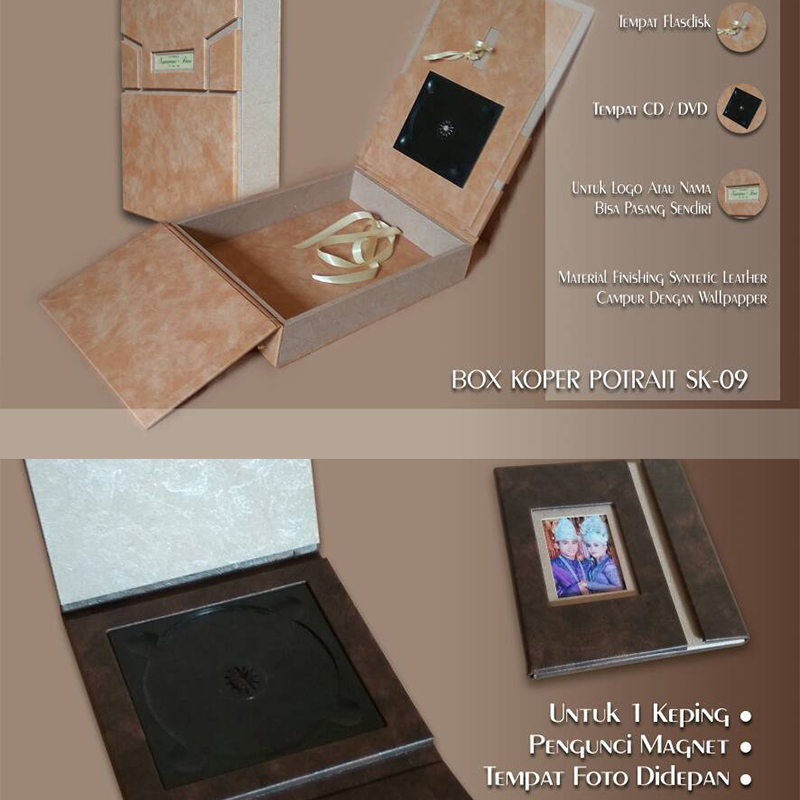 Tempat Flasdisk
Tempat CD / DVD
Untuk Logo Atau Nama
Bisa Pasang Sendiri
Material Finishing Syntetic Leather
Campur Dengan Wallpapper
BOX KOPER POTRAIT SK-09
Untuk 1 Keping
Pengunci Magnet
Tempat Foto Didepan